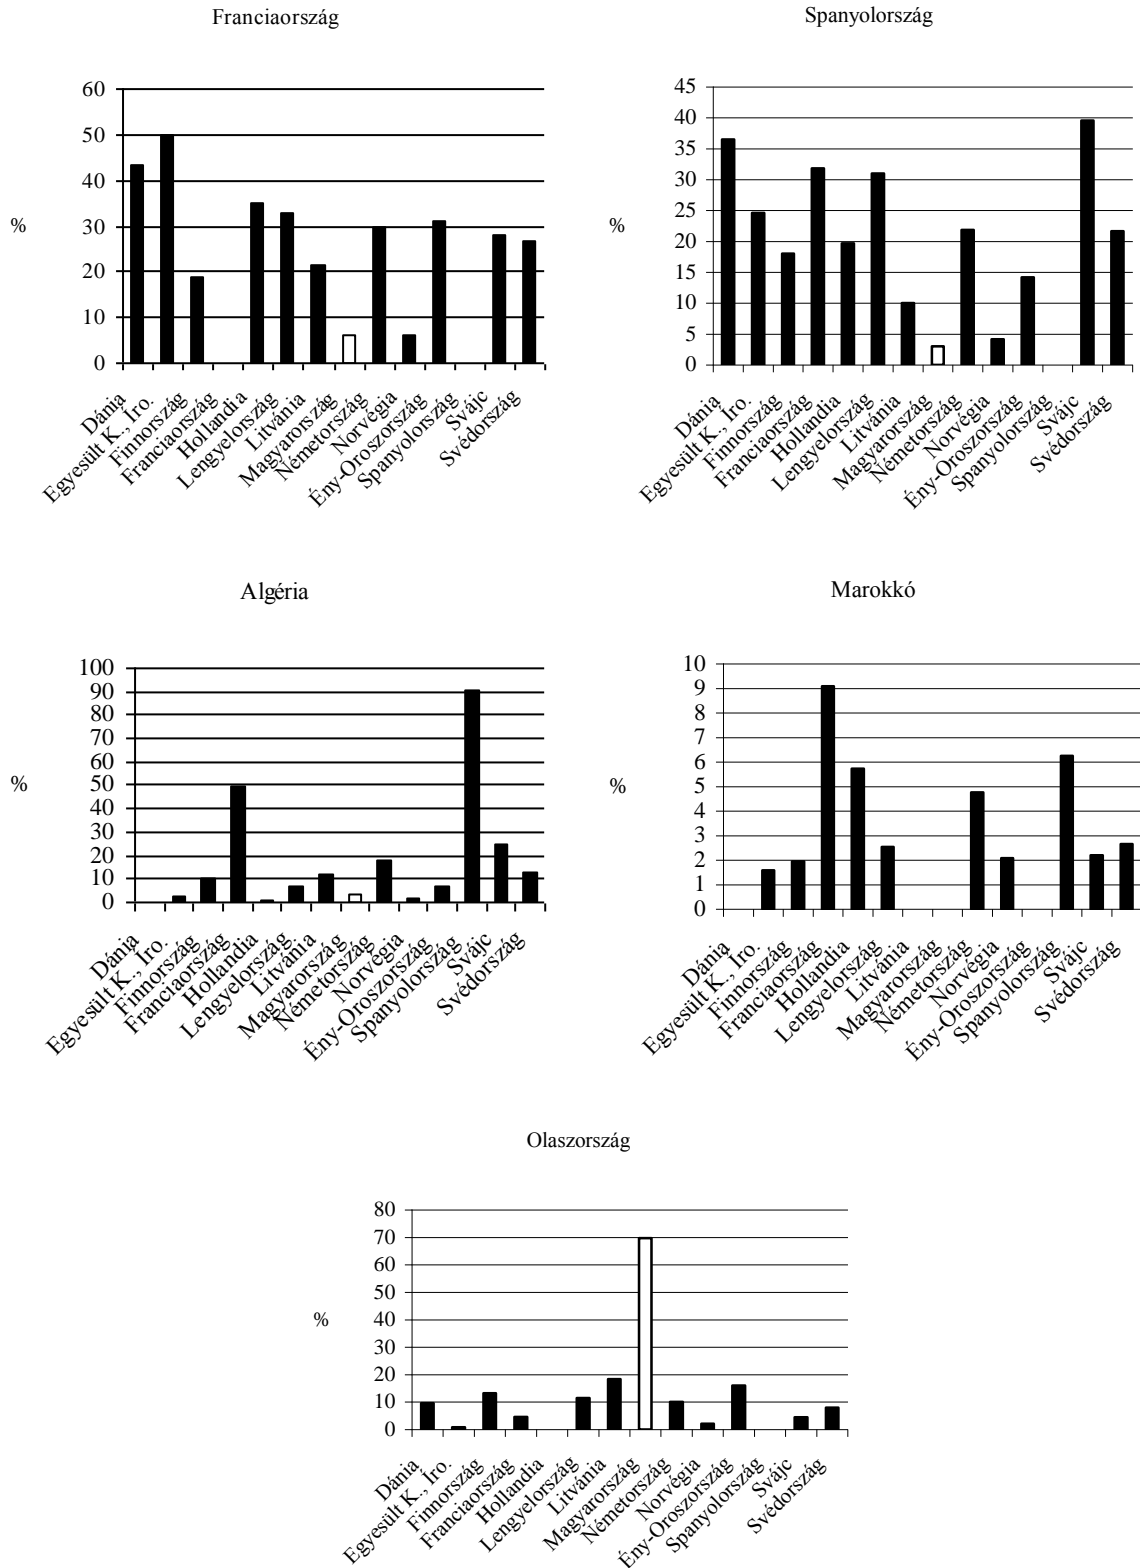 Franciaország
60
50
40
30
20
10
0
%
Dánia
Egyesült K., Íro.
Finnország
Franciaország
Hollandia
Lengyelország
Litvánia
Magyarország
Németország
Norvégia
Ény-Oroszország
Spanyolország
Svájc
Svédország
Spanyolország
45
40
35
30
25
20
15
10
5
0
%
Dánia
Egyesült K., Íro.
Finnország
Franciaország
Hollandia
Lengyelország
Litvánia
Magyarország
Németország
Norvégia
Ény-Oroszország
Spanyolország
Svájc
Svédország
Algéria
100
90
80
70
60
50
40
30
20
10
0
%
Dánia
Egyesült K., Íro.
Finnország
Franciaország
Hollandia
Lengyelország
Litvánia
Magyarország
Németország
Norvégia
Ény-Oroszország
Spanyolország
Svájc
Svédország
Marokkó
10
9
8
7
6
5
4
3
2
1
0
%
Dánia
Egyesült K., Íro.
Finnország
Franciaország
Hollandia
Lengyelország
Litvánia
Magyarország
Németország
Norvégia
Ény-Oroszország
Spanyolország
Svájc
Svédország
Olaszország
80
70
60
50
40
30
20
10
0
%
Dánia
Egyesült K., Íro.
Finnország
Franciaország
Hollandia
Lengyelország
Litvánia
Magyarország
Németország
Norvégia
Ény-Oroszország
Spanyolország
Svájc
Svédország